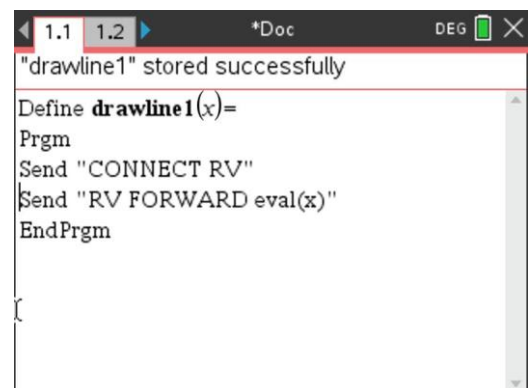 1.1 1.2 *Doc DEG
"drawline1" stored successfully
Define drawline1(x)=
Prgm
Send "CONNECT RV"
Send "RV FORWARD eval(x)"
EndPrgm